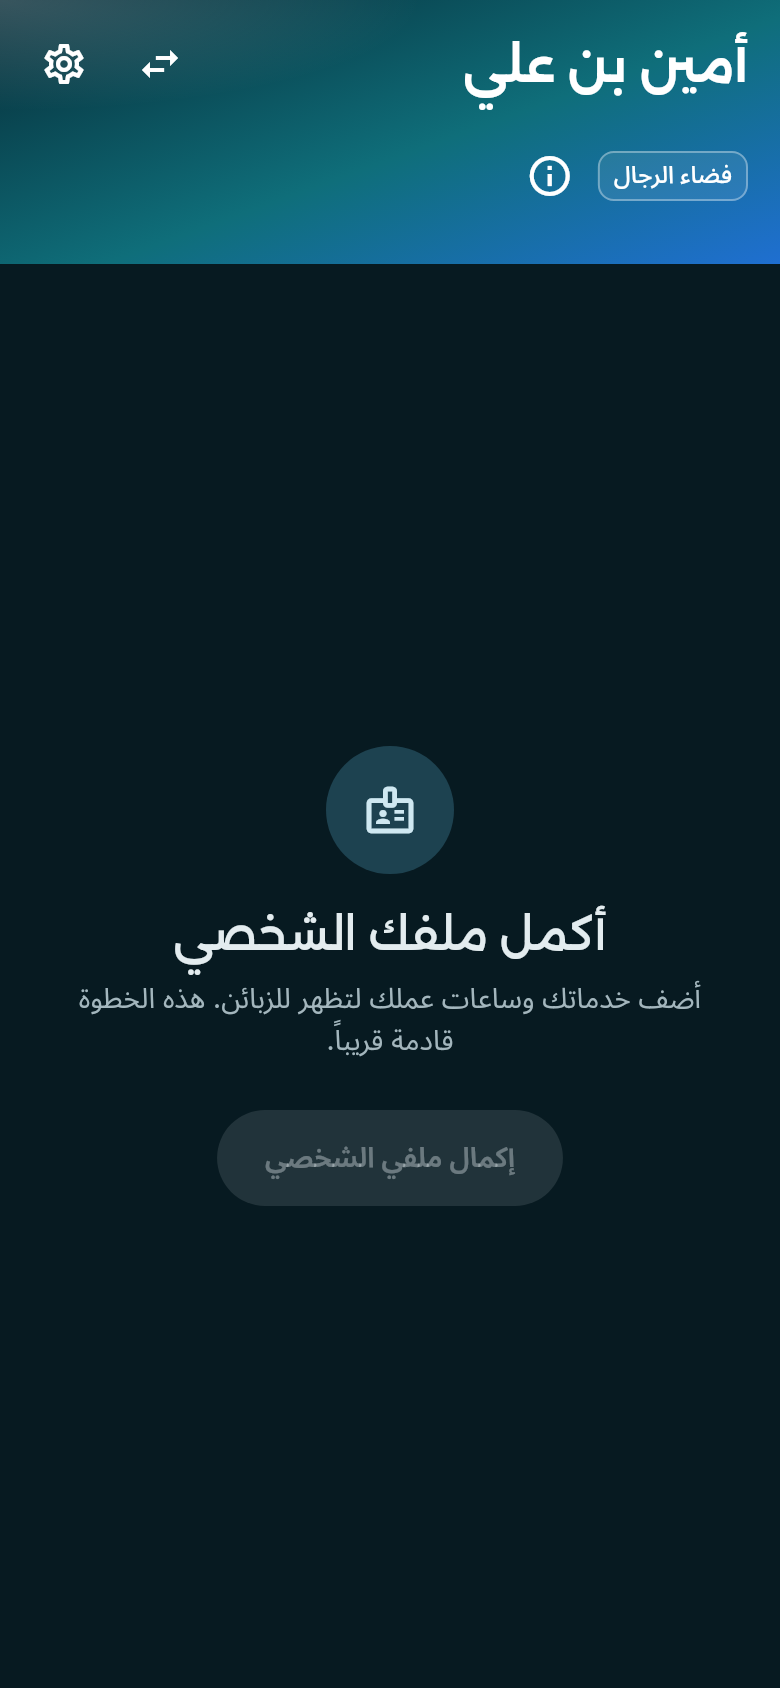 أمين بن علي
فضاء الرجال
أكمل ملفك الشخصي
أضف خدماتك وساعات عملك لتظهر للزبائن. هذه الخطوة
قادمة قريباً.
إكمال ملفي الشخصي